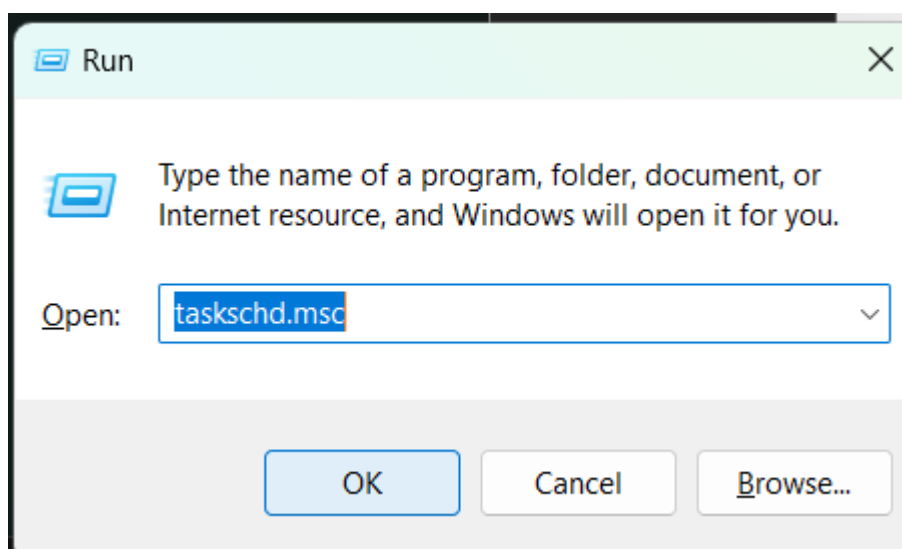 Run
Type the name of a program, folder, document, or
Internet resource, and Windows will open it for you.
Open: taskschd.msc
OK Cancel Browse...